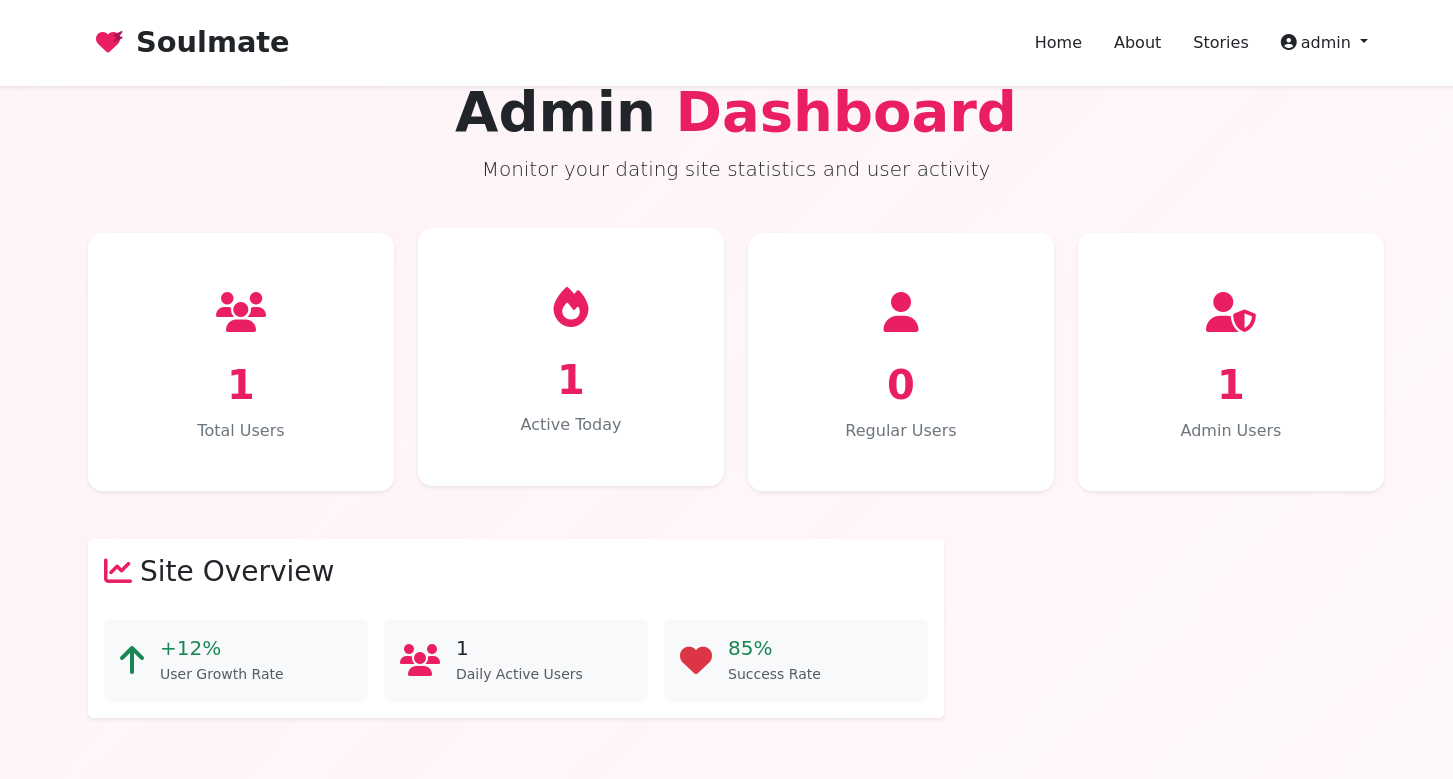 Soulmate
Home About Stories admin
Admin Dashboard
Monitor your dating site statistics and user activity
1
Total Users
1
Active Today
0
Regular Users
1
Admin Users
Site Overview
+12%
User Growth Rate
1
Daily Active Users
85%
Success Rate